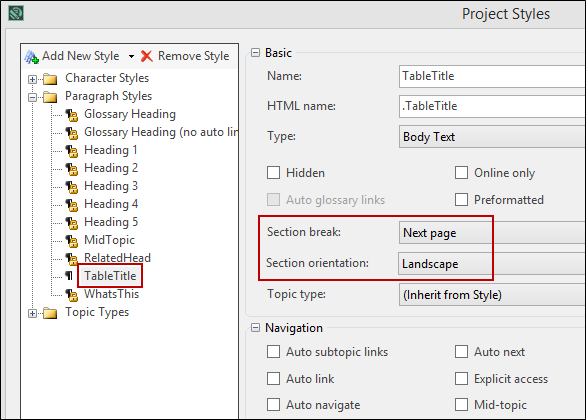 Project Styles
Add New Style
Remove Style
Character Styles
Paragraph Styles
Glossary Heading
Glossary Heading (no auto lin
Heading 1
Heading 2
Heading 3
Heading 4
Heading 5
MidTopic
RelatedHead
TableTitle
WhatsThis
Topic Types
Basic
Name: TableTitle
HTML name: .TableTitle
Type: Body Text
Hidden Online only
Auto glossary links Preformatted
Section break: Next page
Section orientation: Landscape
Topic type: (Inherit from Style)
Navigation
Auto subtopic links Auto next
Auto link Explicit access
Auto navigate Mid-topic